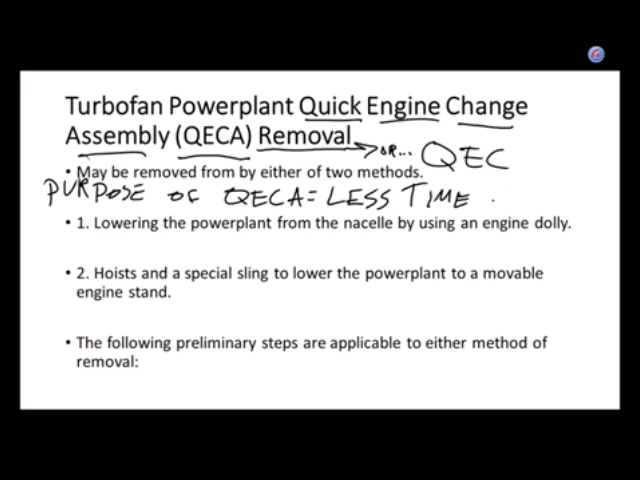 Turbofan Powerplant Quick Engine Change
Assembly (QECA) Removal
OR... QEC
• May be removed from by either of two methods.
PURPOSE OF QECA = LESS TIME.
• 1. Lowering the powerplant from the nacelle by using an engine dolly.
• 2. Hoists and a special sling to lower the powerplant to a movable
engine stand.
• The following preliminary steps are applicable to either method of
removal: